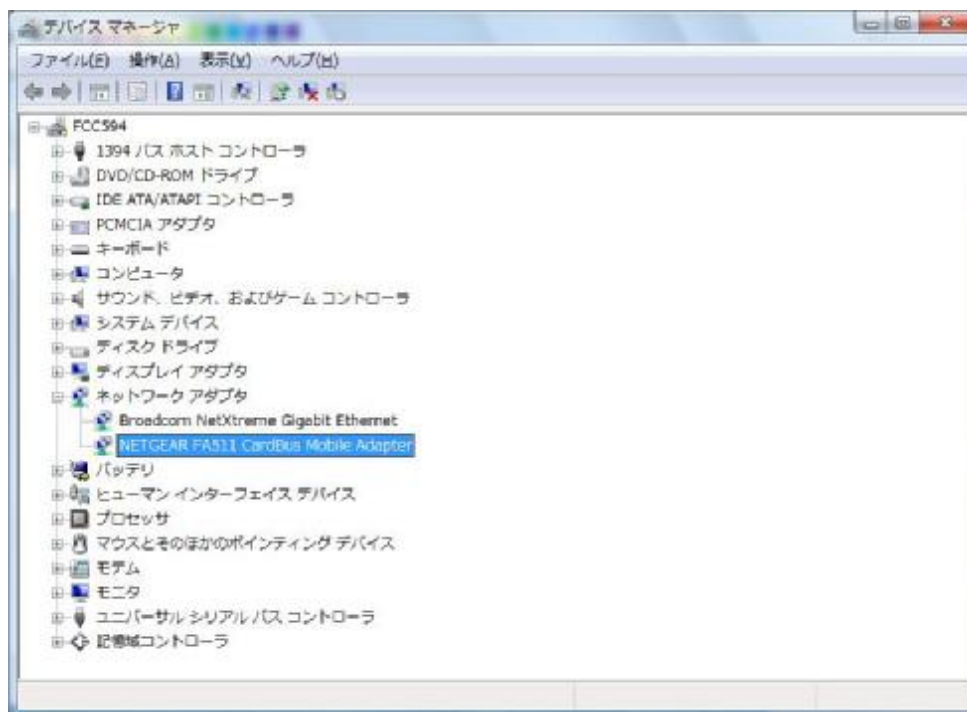 デバイス マネージャ
ファイル(F) 操作(A) 表示(V) ヘルプ(H)
FCC594
1394 バス ホスト コントローラ
DVD/CD-ROM ドライブ
IDE ATA/ATAPI コントローラ
PCMCIA アダプタ
キーボード
コンピュータ
サウンド、ビデオ、およびゲーム コントローラ
システム デバイス
ディスク ドライブ
ディスプレイ アダプタ
ネットワーク アダプタ
Broadcom NetXtreme Gigabit Ethernet
NETGEAR FA511 CardBus Mobile Adapter
バッテリ
ヒューマン インターフェイス デバイス
プロセッサ
マウスとそのほかのポインティング デバイス
モデム
モニタ
ユニバーサル シリアル バス コントローラ
記憶域コントローラ